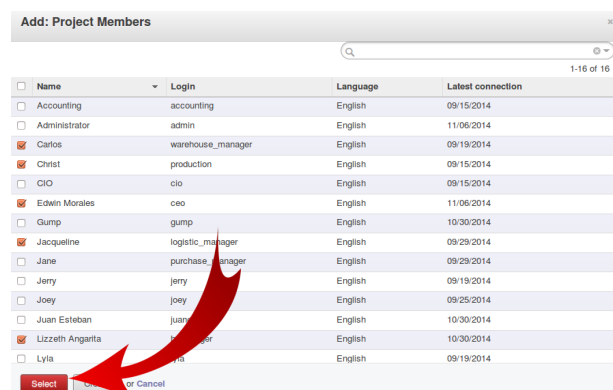 Add: Project Members ×
1-16 of 16
Name Login Language Latest connection
Accounting accounting English 09/15/2014
Administrator admin English 11/06/2014
Carlos warehouse_manager English 09/19/2014
Christ production English 09/15/2014
CIO cio English 09/15/2014
Edwin Morales ceo English 11/06/2014
Gump gump English 10/30/2014
Jacqueline logistic_manager English 09/29/2014
Jane English 09/29/2014
Jerry jerry English 09/19/2014
Joey joey English 09/25/2014
Juan Esteban English 10/30/2014
Lizzeth Angarita English 10/30/2014
Lyla English 09/19/2014
Select or Cancel